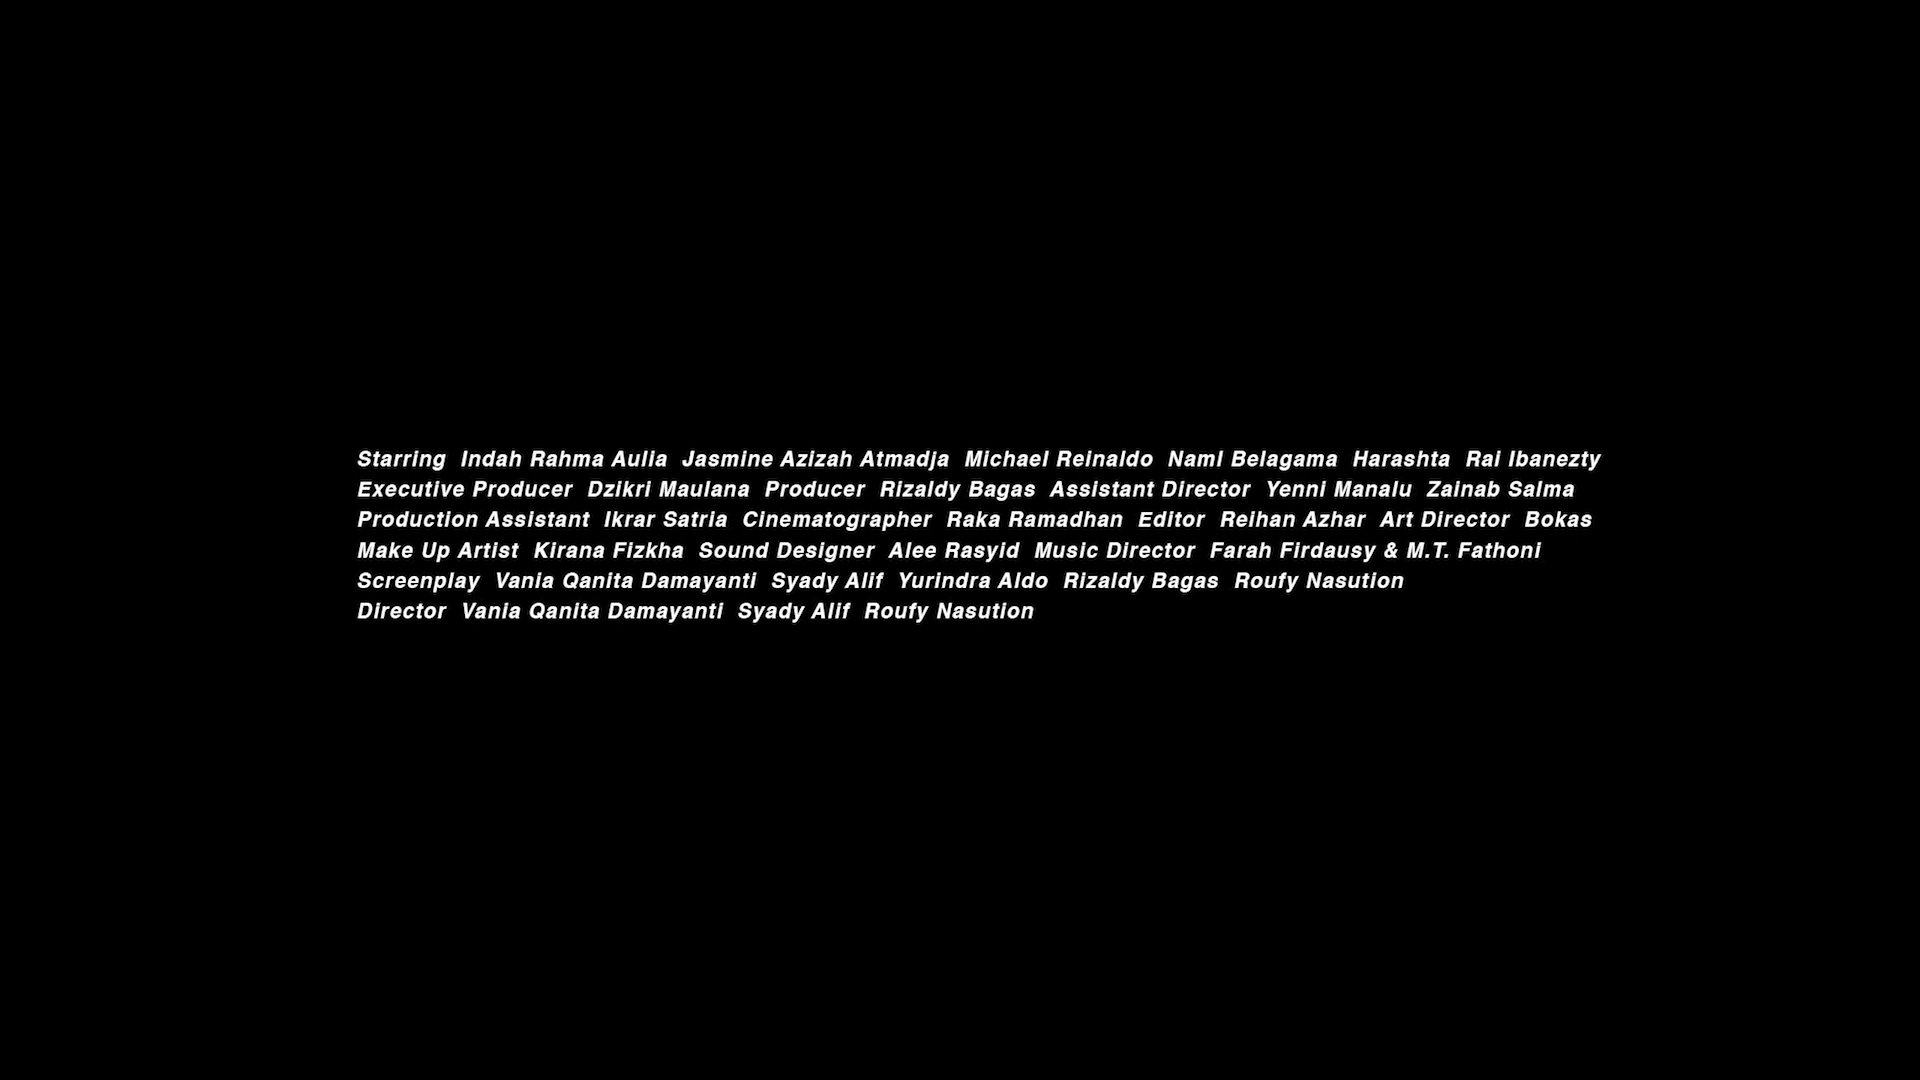 Starring Indah Rahma Aulia Jasmine Azizah Atmadja Michael Reinaldo Naml Belagama Harashta Rai Ibanezty
Executive Producer Dzikri Maulana Producer Rizaldy Bagas Assistant Director Yenni Manalu Zainab Salma
Production Assistant Ikrar Satria Cinematographer Raka Ramadhan Editor Reihan Azhar Art Director Bokas
Make Up Artist Kirana Fizkha Sound Designer Alee Rasyid Music Director Farah Firdausy & M.T. Fathoni
Screenplay Vania Qanita Damayanti Syady Alif Yurindra Aldo Rizaldy Bagas Roufy Nasution
Director Vania Qanita Damayanti Syady Alif Roufy Nasution